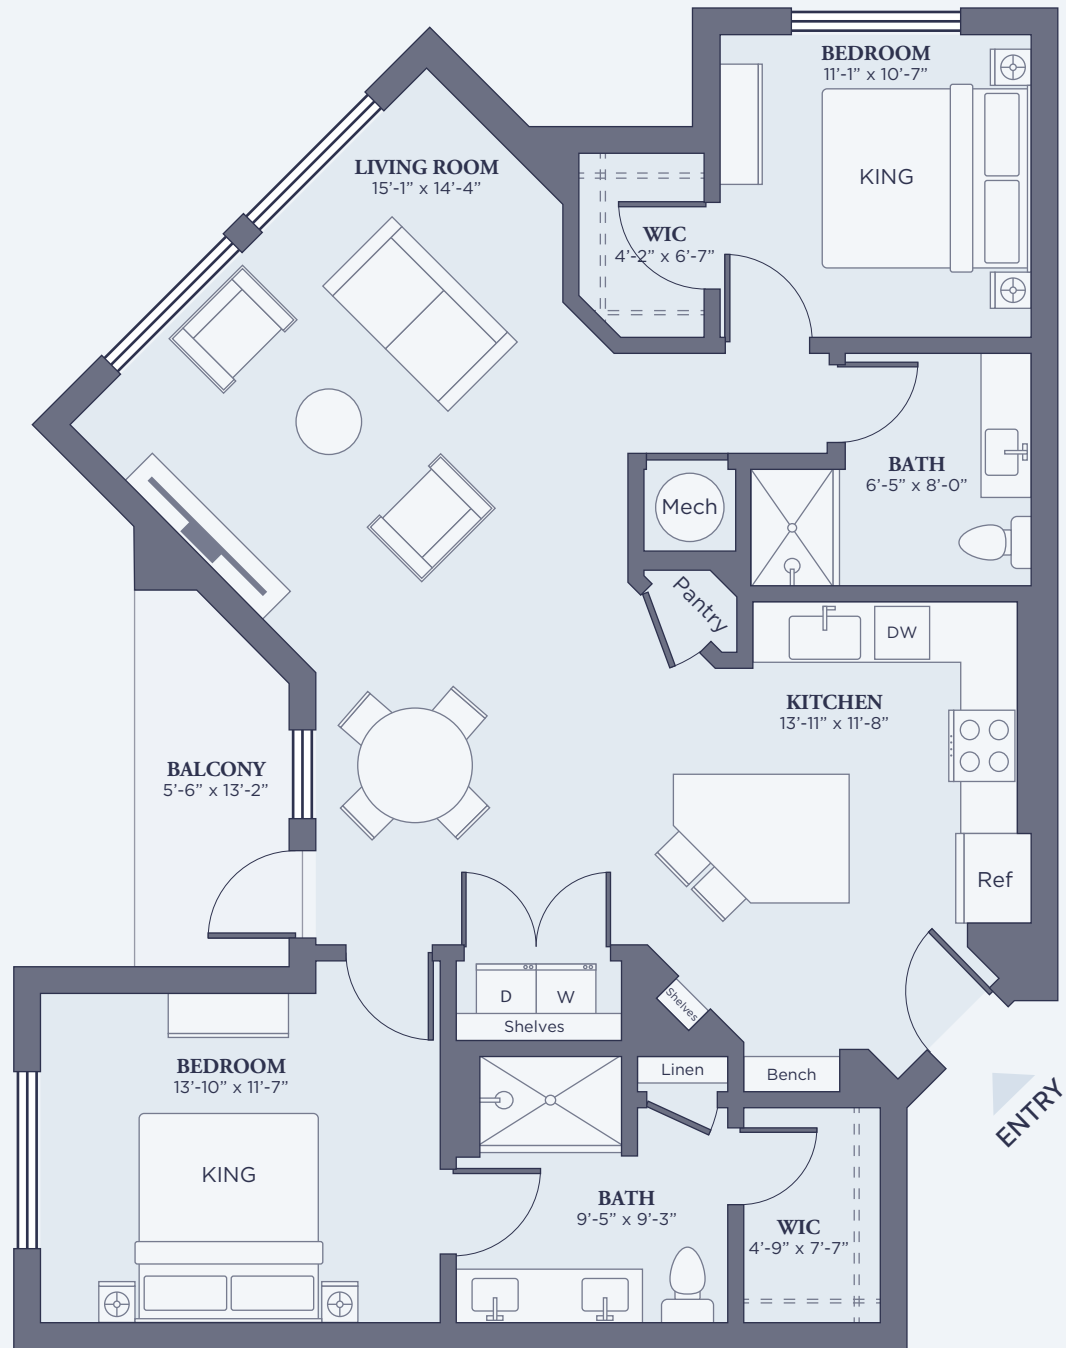 BEDROOM
11’-1” x 10’-7”
KING
LIVING ROOM
15’-1” x 14’-4”
WIC
4’-2” x 6’-7”
BATH
6’-5” x 8’-0”
Mech
Pantry
DW
KITCHEN
13’-11” x 11’-8”
BALCONY
5’-6” x 13’-2”
Ref
D
W
Shelves
Shelves
BEDROOM
13’-10” x 11’-7”
KING
Linen
Bench
ENTRY
BATH
9’-5” x 9’-3”
WIC
4’-9” x 7’-7”